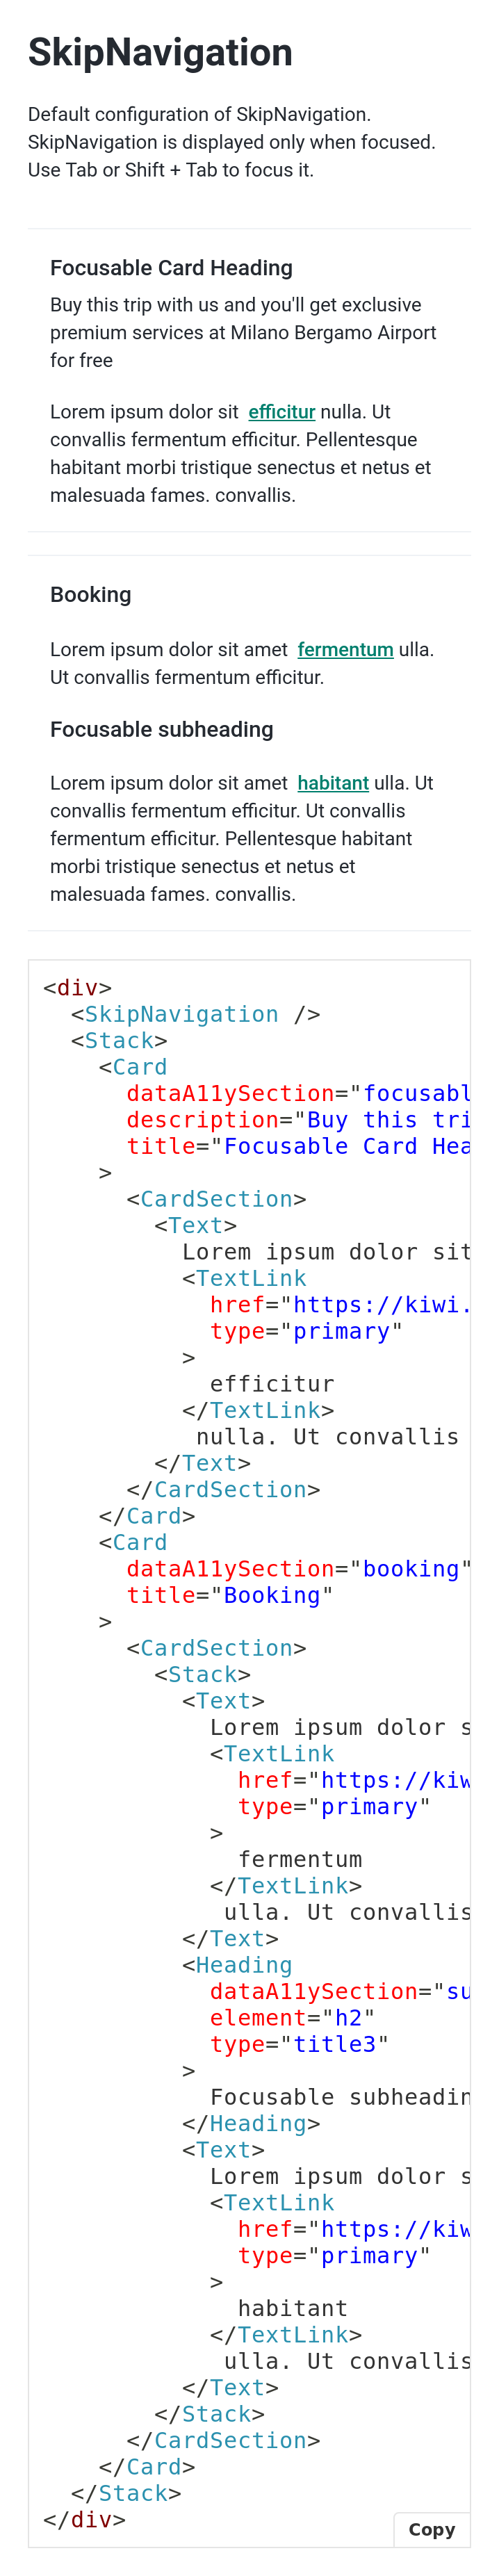 SkipNavigation
Default configuration of SkipNavigation.
SkipNavigation is displayed only when focused.
Use Tab or Shift + Tab to focus it.
Focusable Card Heading
Buy this trip with us and you'll get exclusive
premium services at Milano Bergamo Airport
for free
Lorem ipsum dolor sit efficitur nulla. Ut
convallis fermentum efficitur. Pellentesque
habitant morbi tristique senectus et netus et
malesuada fames. convallis.
Booking
Lorem ipsum dolor sit amet fermentum ulla.
Ut convallis fermentum efficitur.
Focusable subheading
Lorem ipsum dolor sit amet habitant ulla. Ut
convallis fermentum efficitur. Ut convallis
fermentum efficitur. Pellentesque habitant
morbi tristique senectus et netus et
malesuada fames. convallis.
<div>
  <SkipNavigation />
  <Stack>
    <Card
      dataA11ySection="focusabl
      description="Buy this tri
      title="Focusable Card Hea
    >
      <CardSection>
        <Text>
          Lorem ipsum dolor sit
          <TextLink
            href="https://kiwi.
            type="primary"
          >
            efficitur
          </TextLink>
           nulla. Ut convallis
        </Text>
      </CardSection>
    </Card>
    <Card
      dataA11ySection="booking"
      title="Booking"
    >
      <CardSection>
        <Stack>
          <Text>
            Lorem ipsum dolor s
            <TextLink
              href="https://kiw
              type="primary"
            >
              fermentum
            </TextLink>
             ulla. Ut convallis
          </Text>
          <Heading
            dataA11ySection="su
            element="h2"
            type="title3"
          >
            Focusable subheadin
          </Heading>
          <Text>
            Lorem ipsum dolor s
            <TextLink
              href="https://kiw
              type="primary"
            >
              habitant
            </TextLink>
             ulla. Ut convallis
          </Text>
        </Stack>
      </CardSection>
    </Card>
  </Stack>
</div>
Copy